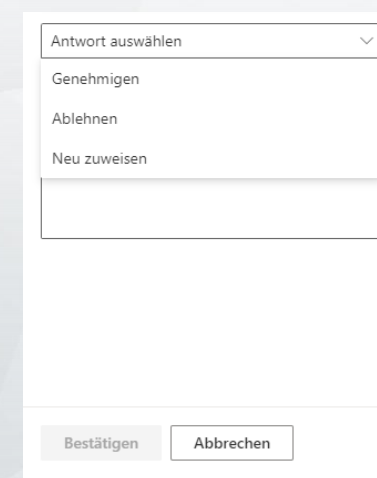 Antwort auswählen
Genehmigen
Ablehnen
Neu zuweisen
Bestätigen
Abbrechen